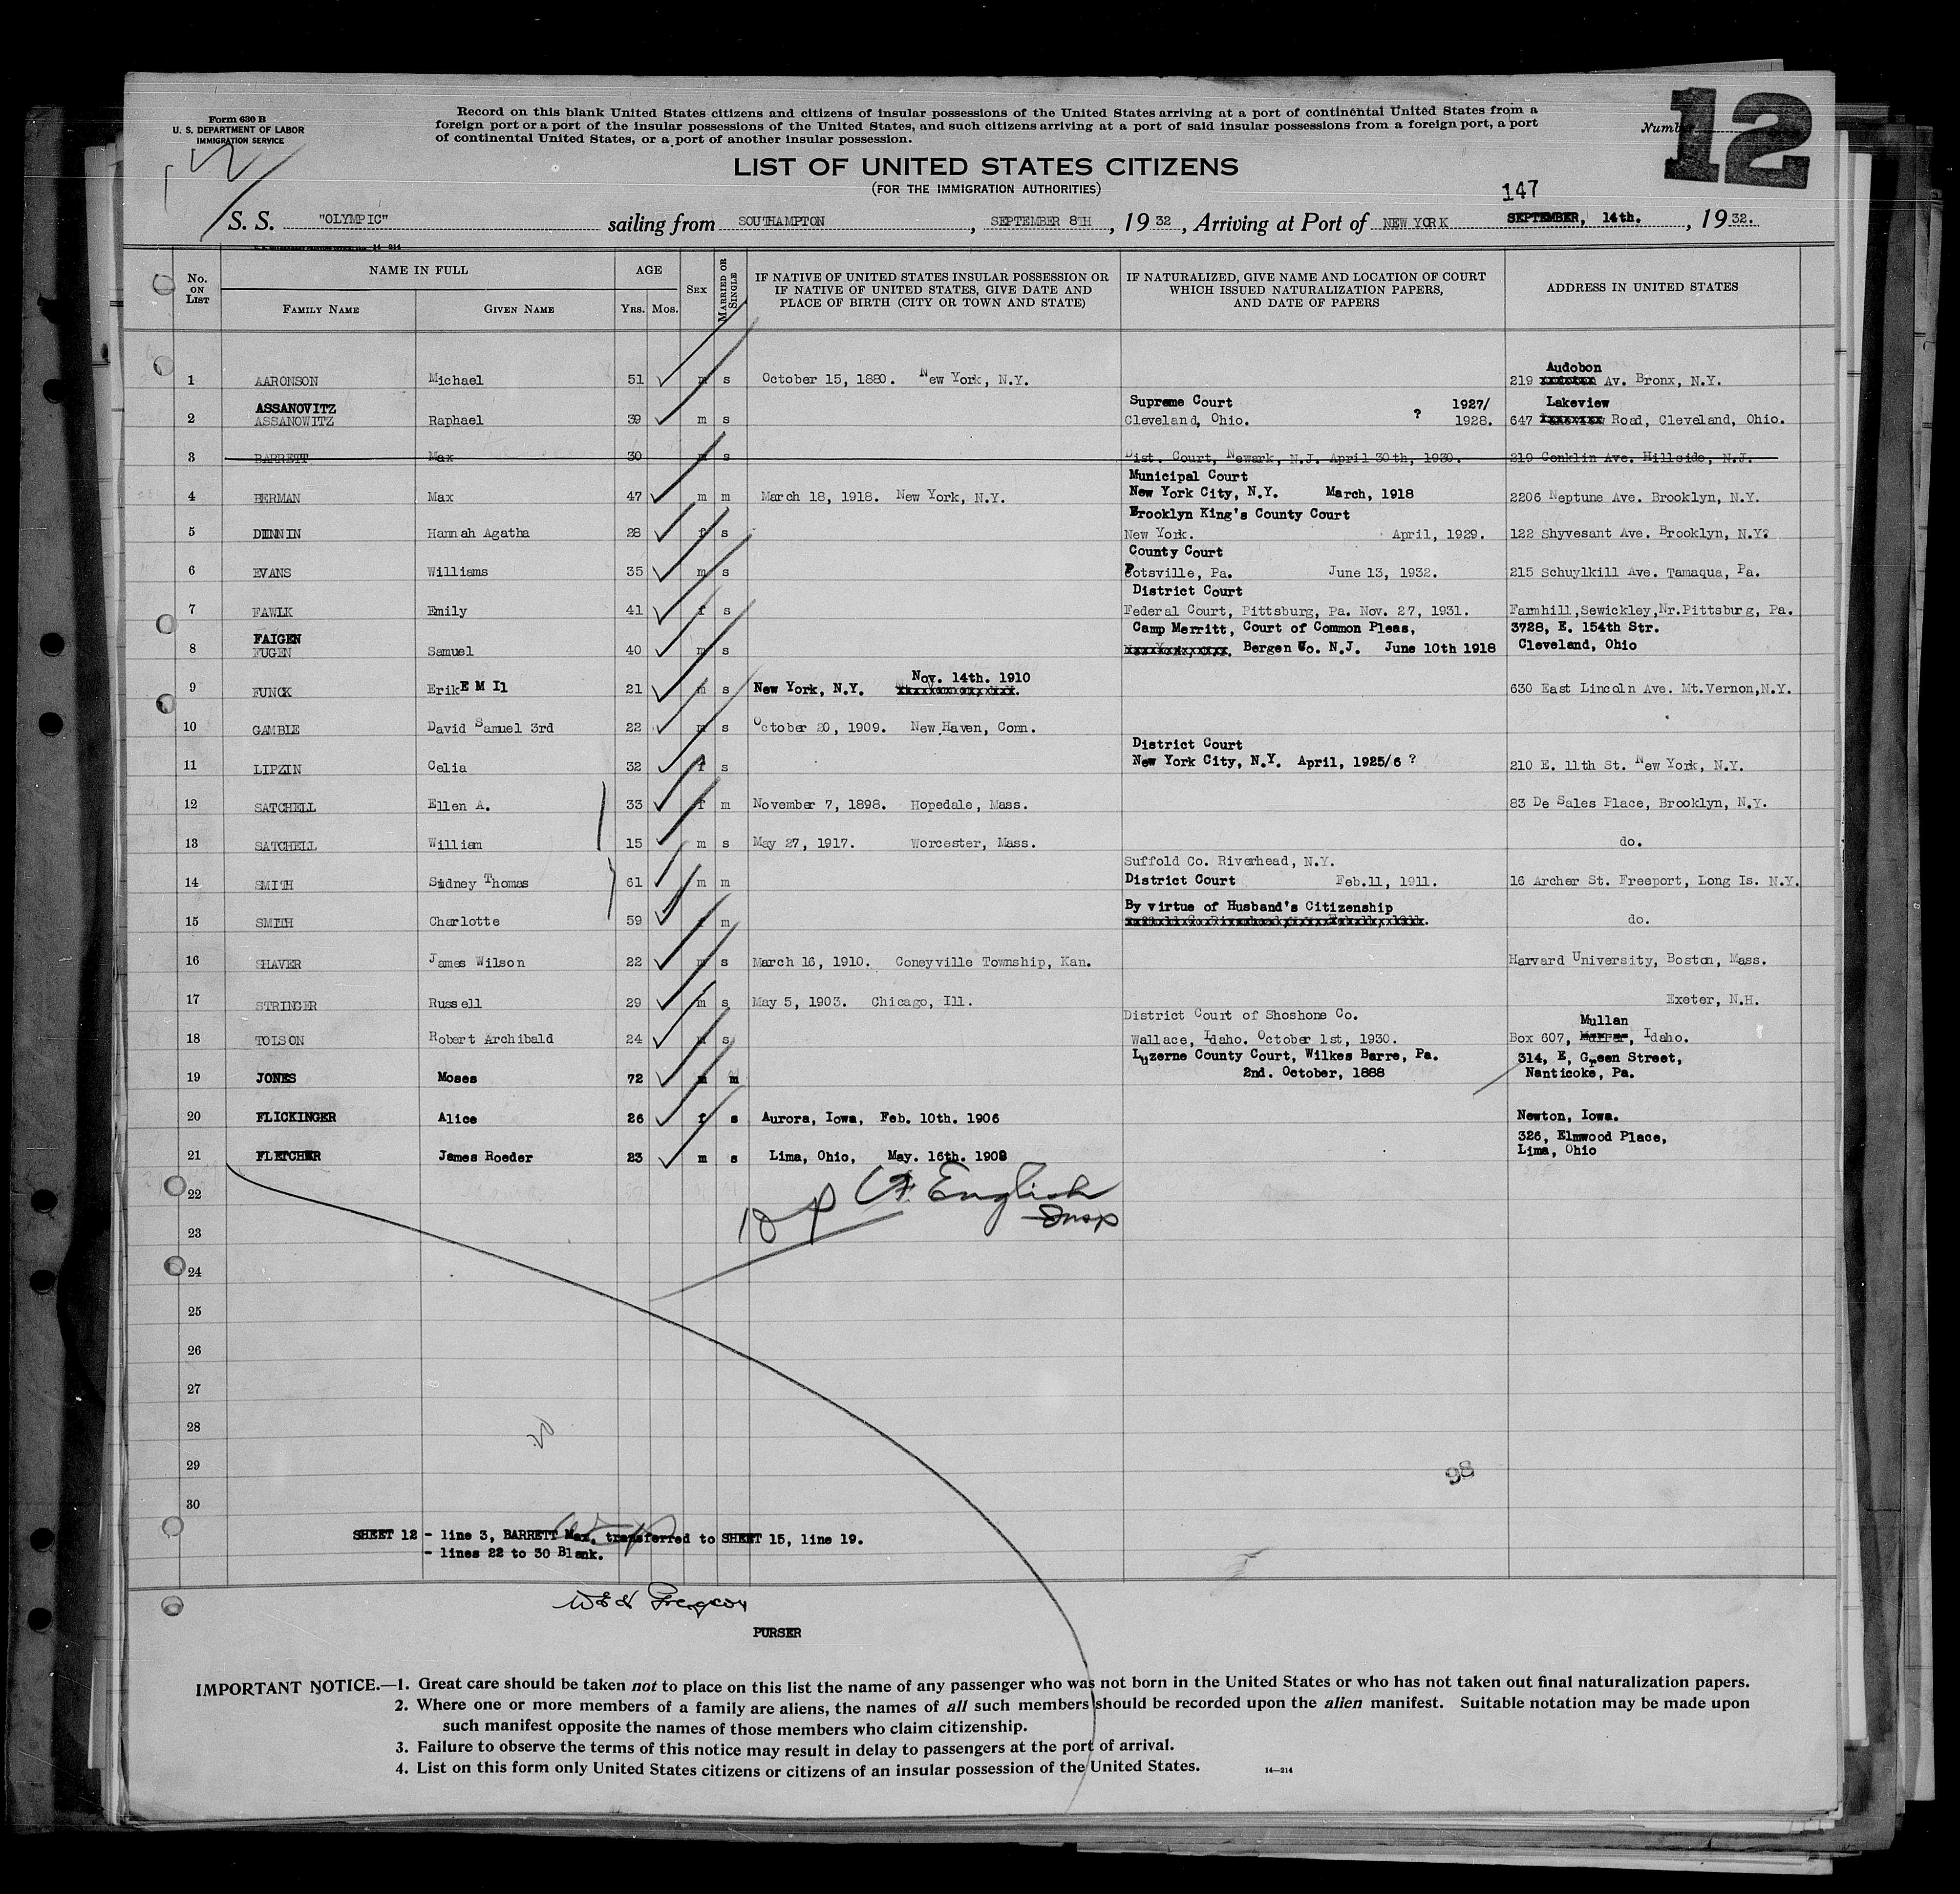 Form 630 B
U. S. DEPARTMENT OF LABOR
IMMIGRATION SERVICE
Record on this blank United States citizens and citizens of insular possessions of the United States arriving at a port of continental United States from a
foreign port or a port of the insular possessions of the United States, and such citizens arriving at a port of said insular possessions from a foreign port, a port
of continental United States, or a port of another insular possession.
Number 12
LIST OF UNITED STATES CITIZENS
(FOR THE IMMIGRATION AUTHORITIES)
147
S. S. "OLYMPIC" sailing from SOUTHAMPTON, SEPTEMBER 8TH, 1932, Arriving at Port of NEW YORK SEPTEMBER, 14th., 1932.
No. ON LIST
NAME IN FULL
FAMILY NAME
GIVEN NAME
AGE
YRS. MOS.
SEX
MARRIED OR SINGLE
IF NATIVE OF UNITED STATES INSULAR POSSESSION OR
IF NATIVE OF UNITED STATES, GIVE DATE AND
PLACE OF BIRTH (CITY OR TOWN AND STATE)
IF NATURALIZED, GIVE NAME AND LOCATION OF COURT
WHICH ISSUED NATURALIZATION PAPERS,
AND DATE OF PAPERS
ADDRESS IN UNITED STATES
Audobon
1 AARONSON Michael 51 m s October 15, 1880. New York, N.Y. 219 Av. Bronx, N.Y.
ASSANOVITZ Supreme Court 1927/ Lakeview
2 ASSANOWITZ Raphael 39 m s Cleveland, Ohio. ? 1928. 647 Road, Cleveland, Ohio.
3 BARRETT Max 30 m s Dist. Court, Newark, N.J. April 30th, 1930. 219 Conklin Ave. Hillside, N.J.
Municipal Court
4 BERMAN Max 47 m m March 18, 1918. New York, N.Y. New York City, N.Y. March, 1918 2206 Neptune Ave. Brooklyn, N.Y.
Brooklyn King's County Court
5 DINNIN Hannah Agatha 28 f s New York. April, 1929. 122 Shyvesant Ave. Brooklyn, N.Y?
County Court
6 EVANS Williams 35 m s Potsville, Pa. June 13, 1932. 215 Schuylkill Ave. Tamaqua, Pa.
District Court
7 FAWLK Emily 41 f s Federal Court, Pittsburg, Pa. Nov. 27, 1931. Farmhill,Sewickley,Nr.Pittsburg, Pa.
FAIGEN Camp Merritt, Court of Common Pleas, 3728, E. 154th Str.
8 FUGEN Samuel 40 m s Bergen Co. N.J. June 10th 1918 Cleveland, Ohio
Nov. 14th. 1910
9 FUNCK Erik E M Il 21 m s New York, N.Y. 630 East Lincoln Ave. Mt.Vernon,N.Y.
10 GAMBLE David Samuel 3rd 22 m s October 20, 1909. New Haven, Conn.
District Court
11 LIPZIN Celia 32 f s New York City, N.Y. April, 1925/6 ? 210 E. 11th St. New York, N.Y.
12 SATCHELL Ellen A. 33 f m November 7, 1898. Hopedale, Mass. 83 De Sales Place, Brooklyn, N.Y.
13 SATCHELL William 15 m s May 27, 1917. Worcester, Mass. do.
Suffold Co. Riverhead, N.Y.
14 SMITH Sidney Thomas 61 m m District Court Feb.11, 1911. 16 Archer St. Freeport, Long Is. N.Y.
By virtue of Husband's Citizenship
15 SMITH Charlotte 59 f m do.
16 SHAVER James Wilson 22 m s March 16, 1910. Coneyville Township, Kan. Harvard University, Boston, Mass.
17 STRINGER Russell 29 m s May 5, 1903. Chicago, Ill. Exeter, N.H.
District Court of Shoshone Co. Mullan
18 TOLSON Robert Archibald 24 m s Wallace, Idaho. October 1st, 1930. Box 607, Idaho.
Luzerne County Court, Wilkes Barre, Pa. 314, E, Green Street,
19 JONES Moses 72 m m 2nd. October, 1888 Nanticoke, Pa.
20 FLICKINGER Alice 26 f s Aurora, Iowa, Feb. 10th. 1906 Newton, Iowa.
326, Elmwood Place,
21 FLETCHER James Roeder 23 m s Lima, Ohio, May. 16th. 1908 Lima, Ohio
22 English
23 Insp
24
25
26
27
28
29
98
30
SHEET 12 - line 3, BARRETT Max, transferred to SHEET 15, line 19.
- lines 22 to 30 Blank.
PURSER
IMPORTANT NOTICE.—1. Great care should be taken not to place on this list the name of any passenger who was not born in the United States or who has not taken out final naturalization papers.
2. Where one or more members of a family are aliens, the names of all such members should be recorded upon the alien manifest. Suitable notation may be made upon
such manifest opposite the names of those members who claim citizenship.
3. Failure to observe the terms of this notice may result in delay to passengers at the port of arrival.
4. List on this form only United States citizens or citizens of an insular possession of the United States.
14—214